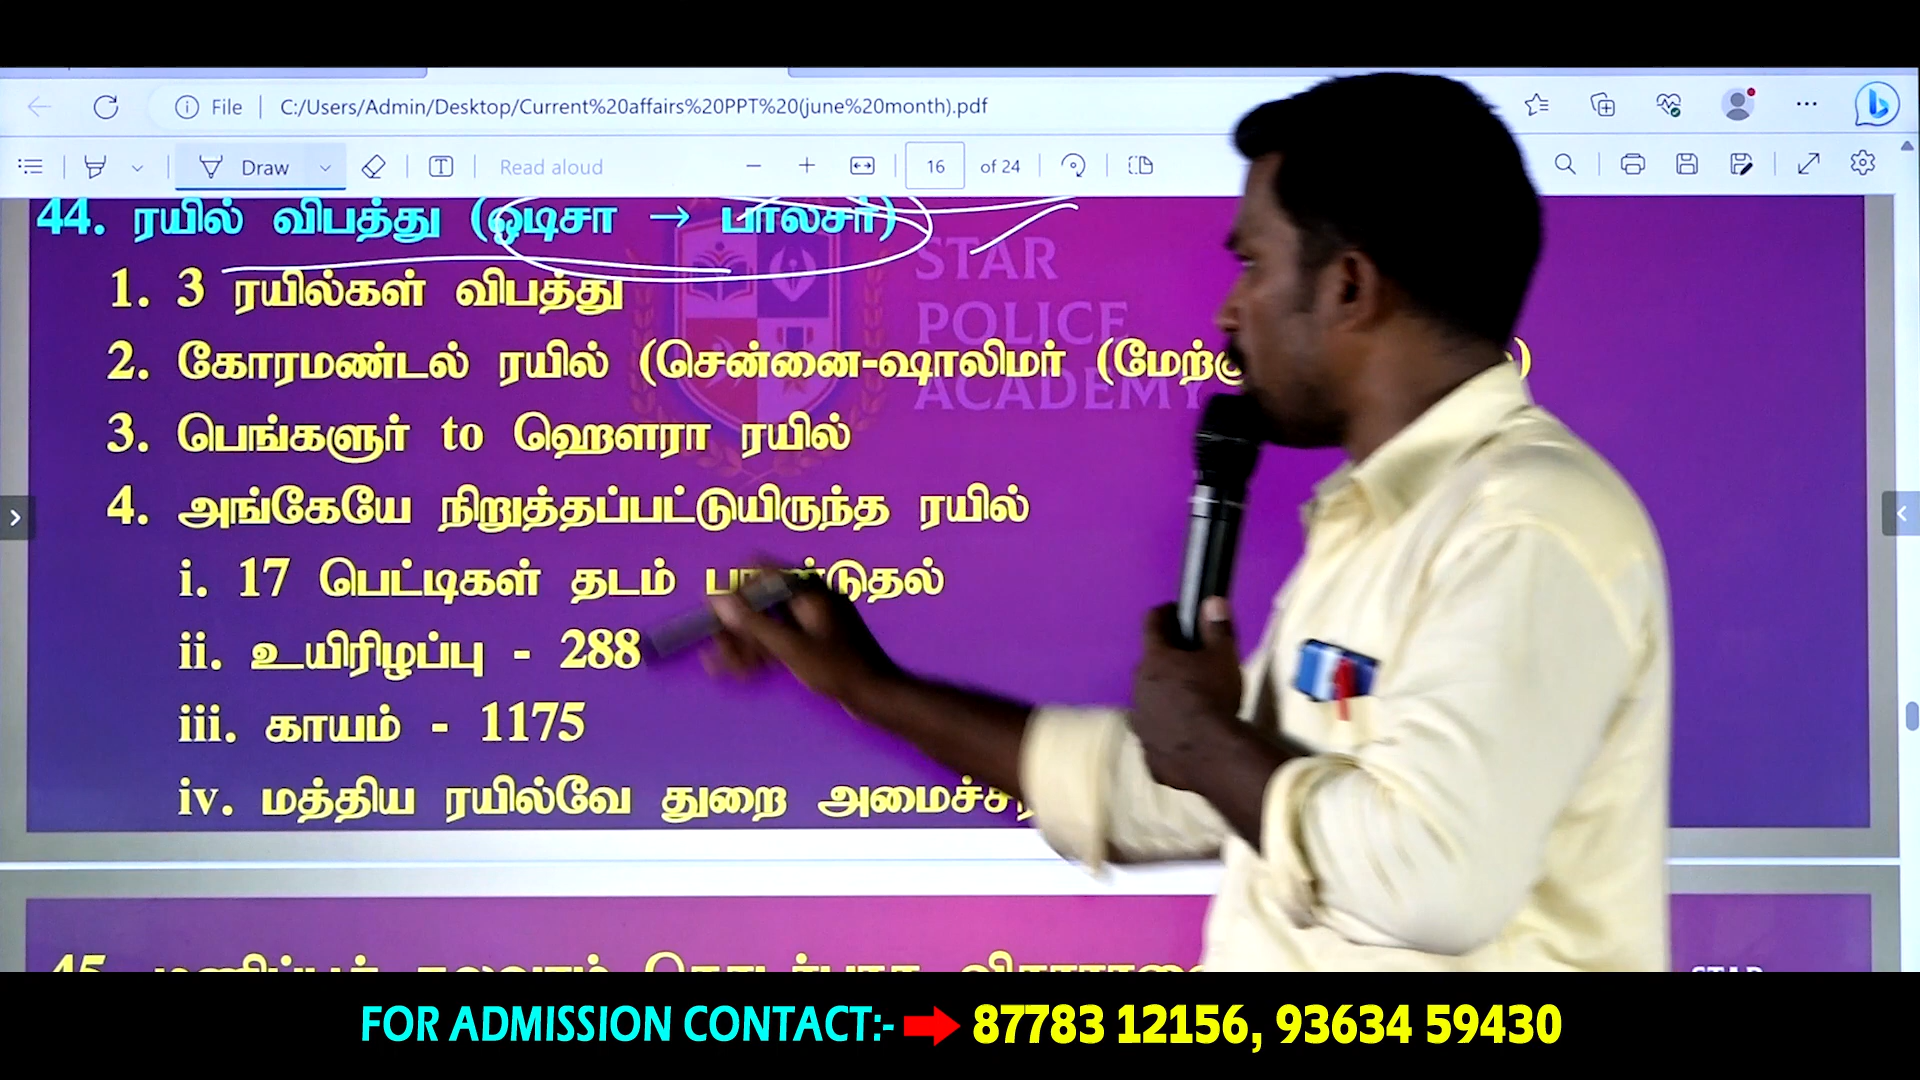 File | C:/Users/Admin/Desktop/Current%20affairs%20PPT%20(june%20month).pdf
Draw
Read aloud
16 of 24
44. ரயில் விபத்து (ஒடிசா → பாலசர்)
1. 3 ரயில்கள் விபத்து
2. கோரமண்டல் ரயில் (சென்னை-ஷாலிமர்
3. பெங்களுர் to ஹௌரா ரயில்
4. அங்கேயே நிறுத்தப்பட்டுயிருந்த ரயில்
i. 17 பெட்டிகள் தடம்
ii. உயிரிழப்பு - 288
iii. காயம் - 1175
iv. மத்திய ரயில்வே துறை
STAR
POLICE
ACADEMY
FOR ADMISSION CONTACT:- 87783 12156, 93634 59430